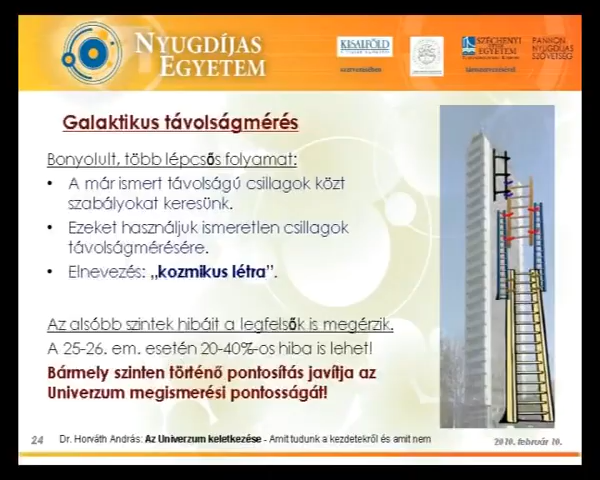 NYUGDÍJAS
EGYETEM
KISALFÖLD
szervezésében
SZÉCHENYI
EGYETEM
társszervezésével
PANNON
NYUGDÍJAS
SZÖVETSÉG
Galaktikus távolságmérés
Bonyolult, több lépcsős folyamat:
• A már ismert távolságú csillagok közt
szabályokat keresünk.
• Ezeket használjuk ismeretlen csillagok
távolságmérésére.
• Elnevezés: „kozmikus létra”.
Az alsóbb szintek hibáit a legfelsők is megérzik.
A 25-26. em. esetén 20-40%-os hiba is lehet!
Bármely szinten történő pontosítás javítja az
Univerzum megismerési pontosságát!
24 Dr. Horváth András: Az Univerzum keletkezése - Amit tudunk a kezdetekről és amit nem 2010. február 10.